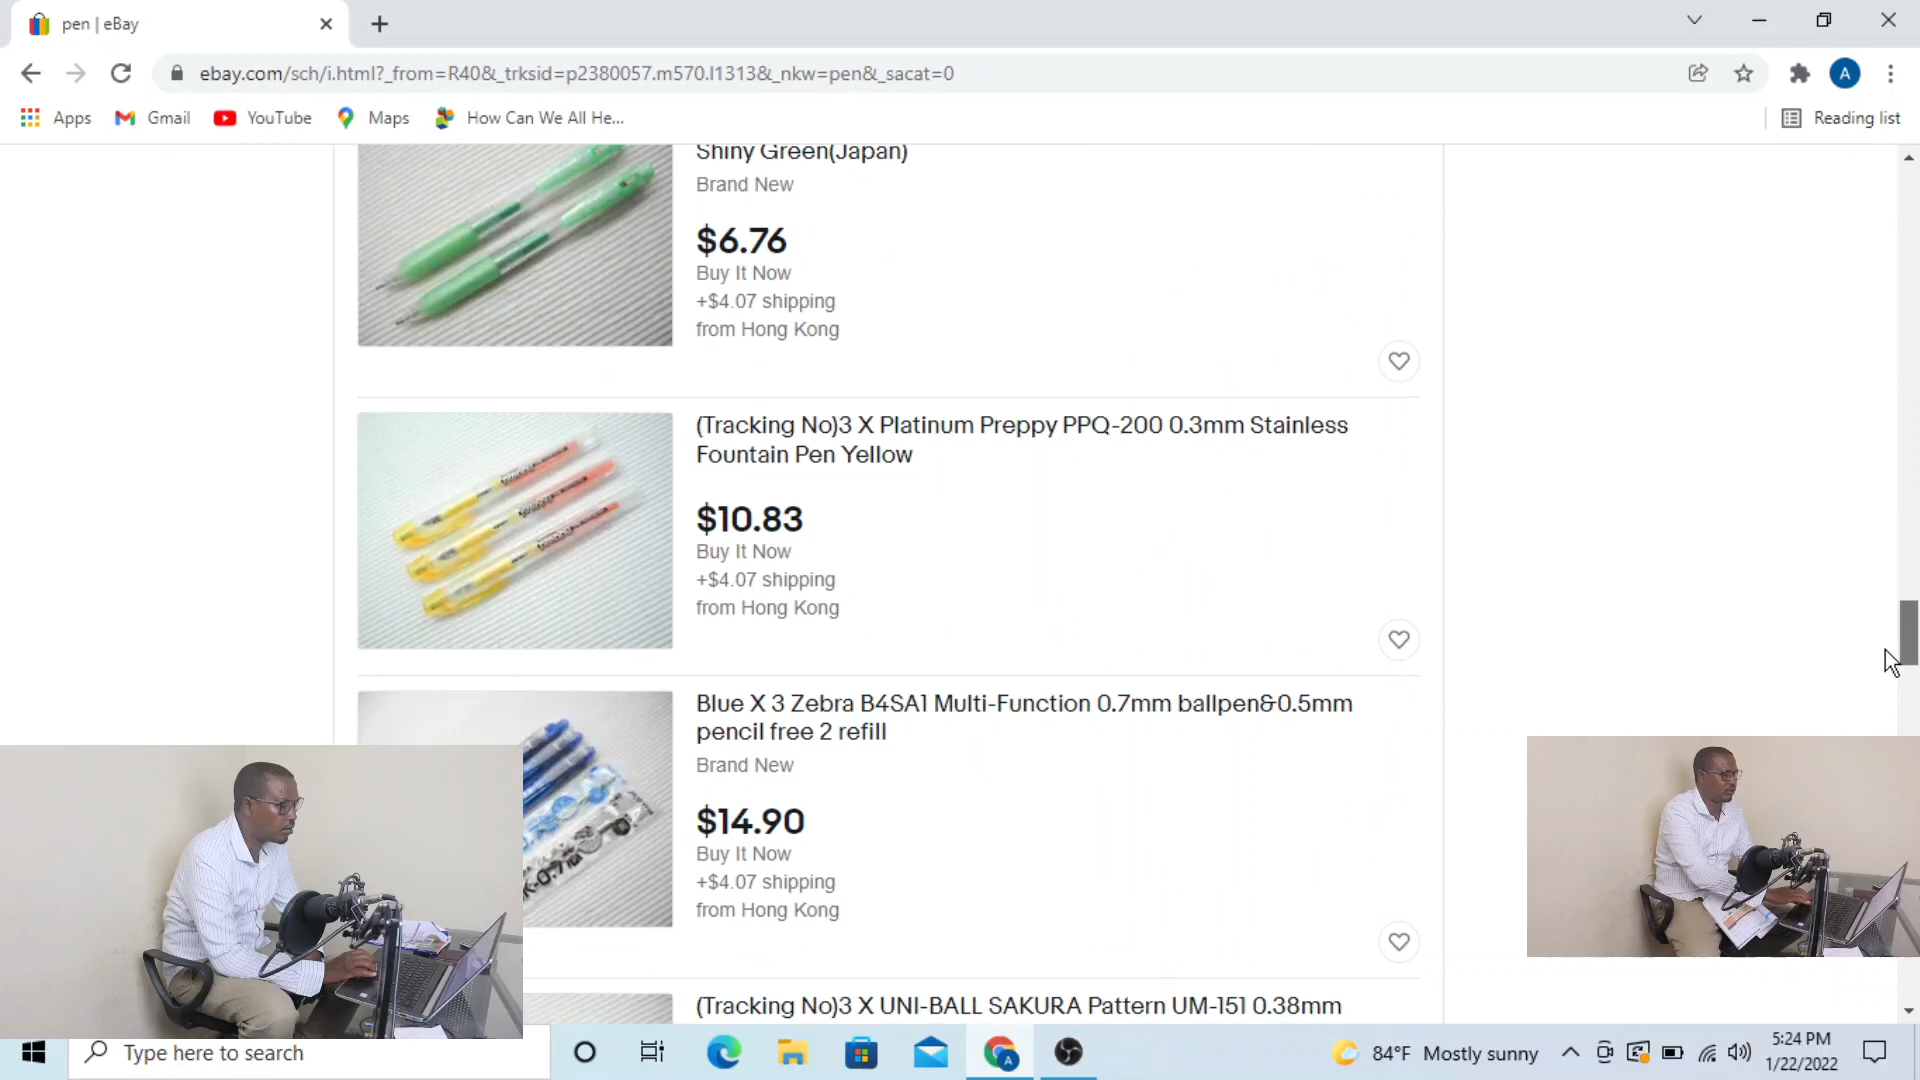 pen | eBay
ebay.com/sch/i.html?_from=R40&_trksid=p2380057.m570.l1313&_nkw=pen&_sacat=0
A
Apps
Gmail
YouTube
Maps
How Can We All He...
Reading list
Shiny Green(Japan)
Brand New
$6.76
Buy It Now
+$4.07 shipping
from Hong Kong
(Tracking No)3 X Platinum Preppy PPQ-200 0.3mm Stainless
Fountain Pen Yellow
$10.83
Buy It Now
+$4.07 shipping
from Hong Kong
Blue X 3 Zebra B4SA1 Multi-Function 0.7mm ballpen&0.5mm
pencil free 2 refill
Brand New
$14.90
Buy It Now
+$4.07 shipping
from Hong Kong
K-0.7
(Tracking No)3 X UNI-BALL SAKURA Pattern UM-151 0.38mm
Type here to search
A
84°F Mostly sunny
5:24 PM
1/22/2022